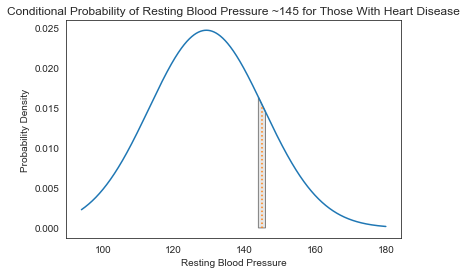 Conditional Probability of Resting Blood Pressure ~145 for Those With Heart Disease
Probability Density
0.025
0.020
0.015
0.010
0.005
0.000
100 120 140 160 180
Resting Blood Pressure